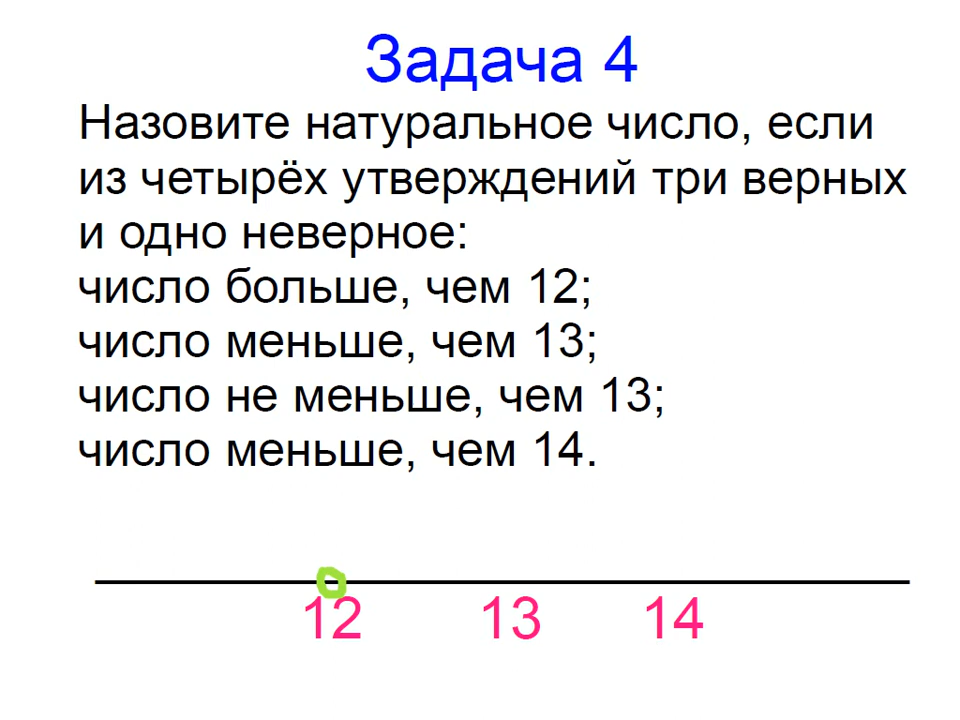 Задача 4
Назовите натуральное число, если
из четырёх утверждений три верных
и одно неверное:
число больше, чем 12;
число меньше, чем 13;
число не меньше, чем 13;
число меньше, чем 14.
12 13 14